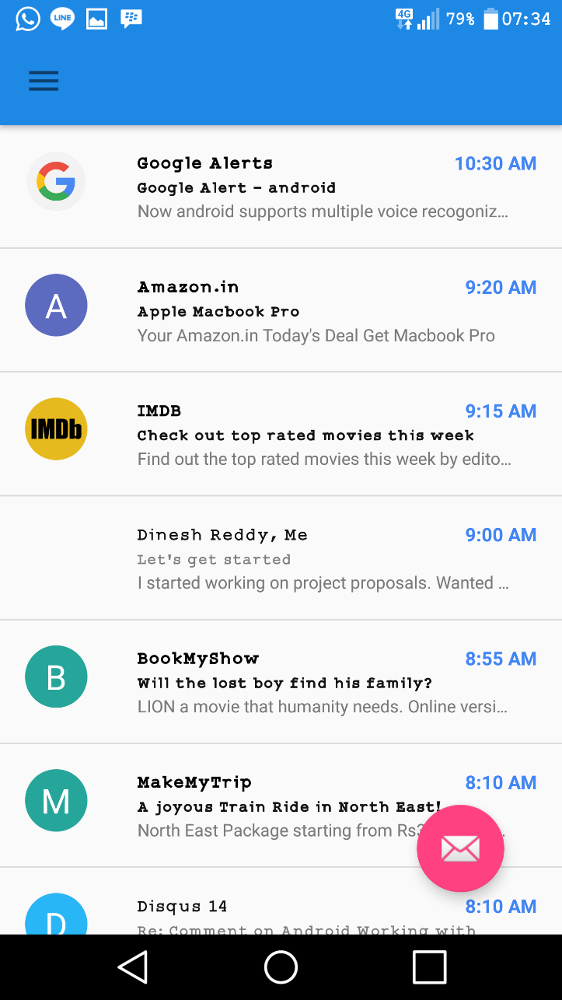 LINE 4G 79% 07:34
Google Alerts 10:30 AM
Google Alert - android
Now android supports multiple voice recogoniz...
A Amazon.in 9:20 AM
Apple Macbook Pro
Your Amazon.in Today's Deal Get Macbook Pro
IMDB 9:15 AM
IMDb Check out top rated movies this week
Find out the top rated movies this week by edito...
Dinesh Reddy, Me 9:00 AM
Let's get started
I started working on project proposals. Wanted ...
B BookMyShow 8:55 AM
Will the lost boy find his family?
LION a movie that humanity needs. Online versi...
M MakeMyTrip 8:10 AM
A joyous Train Ride in North East!
North East Package starting from
D Disqus 14 8:10 AM
Re: Comment on Android Working with